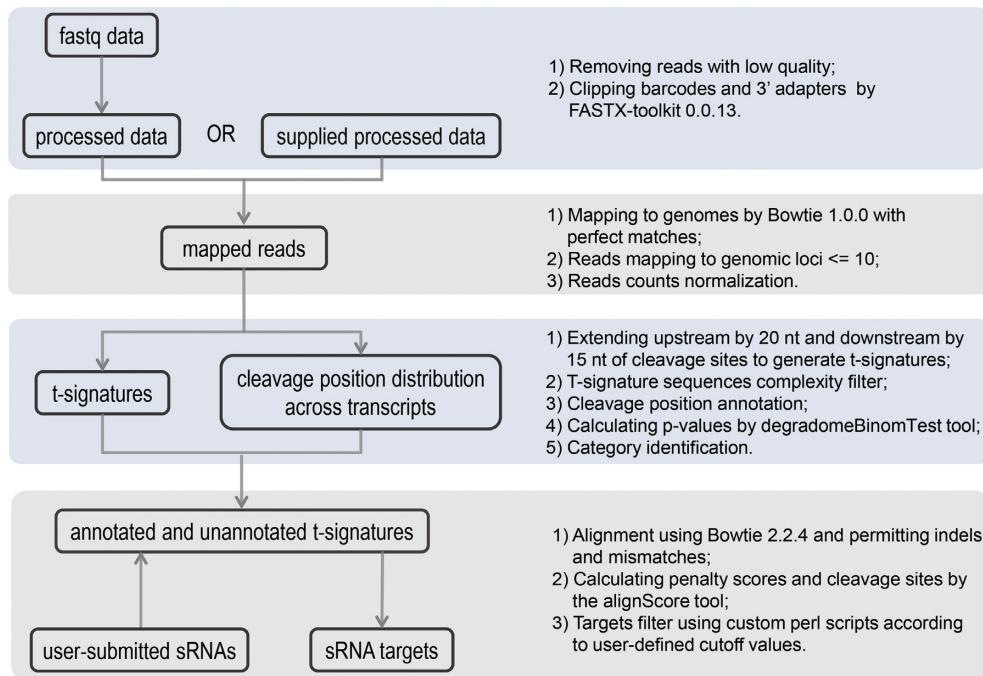 fastq data
processed data
OR
supplied processed data
1) Removing reads with low quality;
2) Clipping barcodes and 3’ adapters by
FASTX-toolkit 0.0.13.
mapped reads
1) Mapping to genomes by Bowtie 1.0.0 with
perfect matches;
2) Reads mapping to genomic loci <= 10;
3) Reads counts normalization.
t-signatures
cleavage position distribution
across transcripts
1) Extending upstream by 20 nt and downstream by
15 nt of cleavage sites to generate t-signatures;
2) T-signature sequences complexity filter;
3) Cleavage position annotation;
4) Calculating p-values by degradomeBinomTest tool;
5) Category identification.
annotated and unannotated t-signatures
user-submitted sRNAs
sRNA targets
1) Alignment using Bowtie 2.2.4 and permitting indels
and mismatches;
2) Calculating penalty scores and cleavage sites by
the alignScore tool;
3) Targets filter using custom perl scripts according
to user-defined cutoff values.